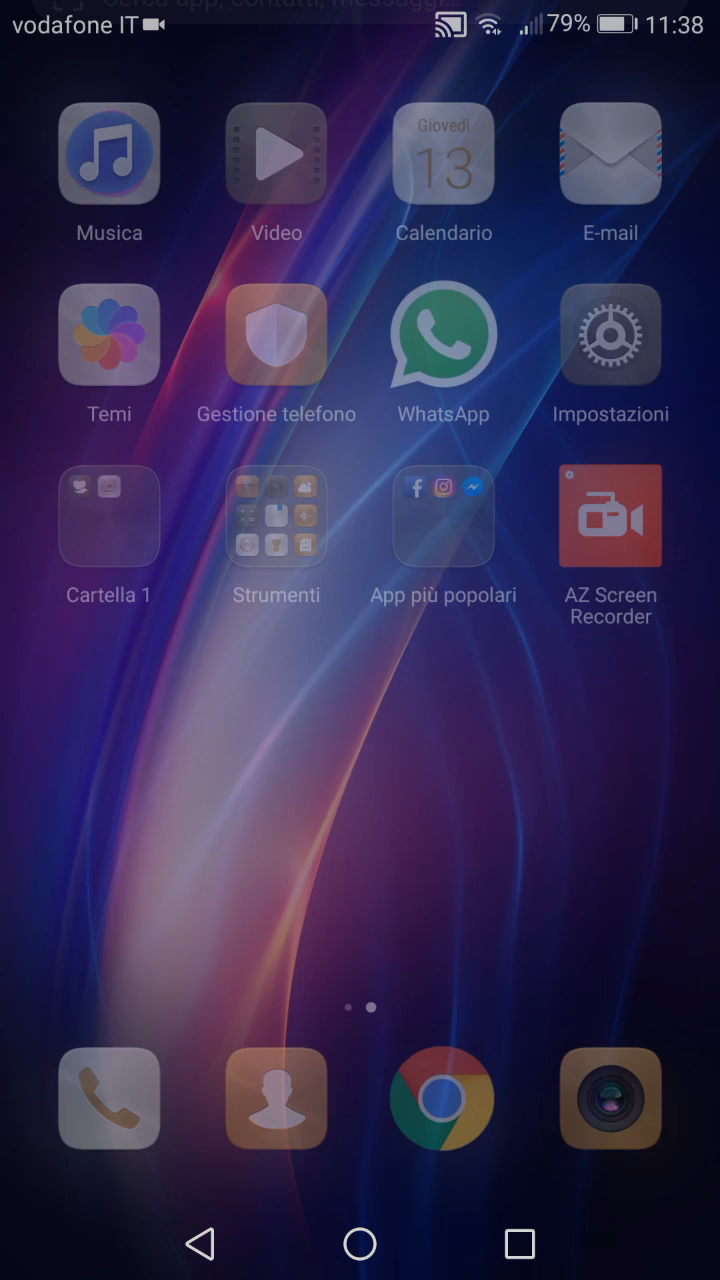 Cerca app, contatti, messaggi...
vodafone IT 79% 11:38
Giovedì
13
Musica Video Calendario E-mail
Temi Gestione telefono WhatsApp Impostazioni
Cartella 1 Strumenti App più popolari AZ Screen
Recorder